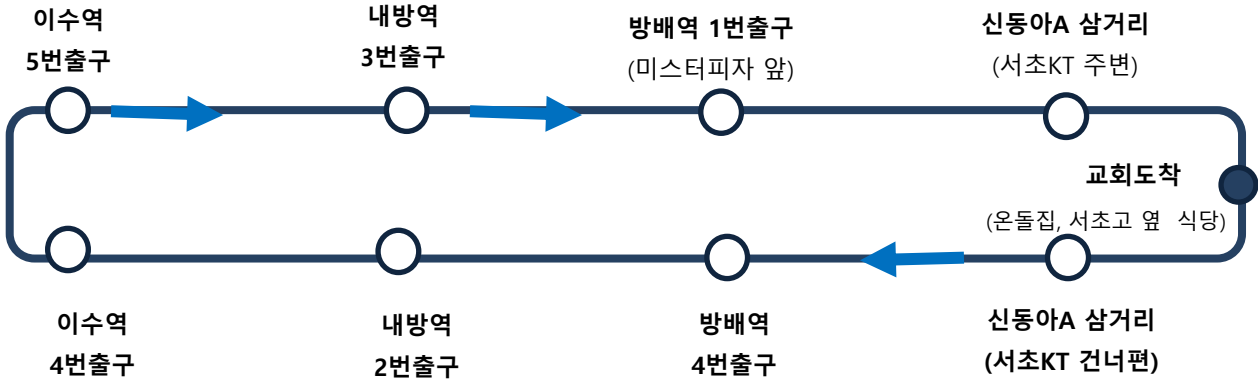 이수역
5번출구
내방역
3번출구
방배역 1번출구
(미스터피자 앞)
신동아A 삼거리
(서초KT 주변)
교회도착
(온돌집, 서초고 옆 식당)
이수역
4번출구
내방역
2번출구
방배역
4번출구
신동아A 삼거리
(서초KT 건너편)